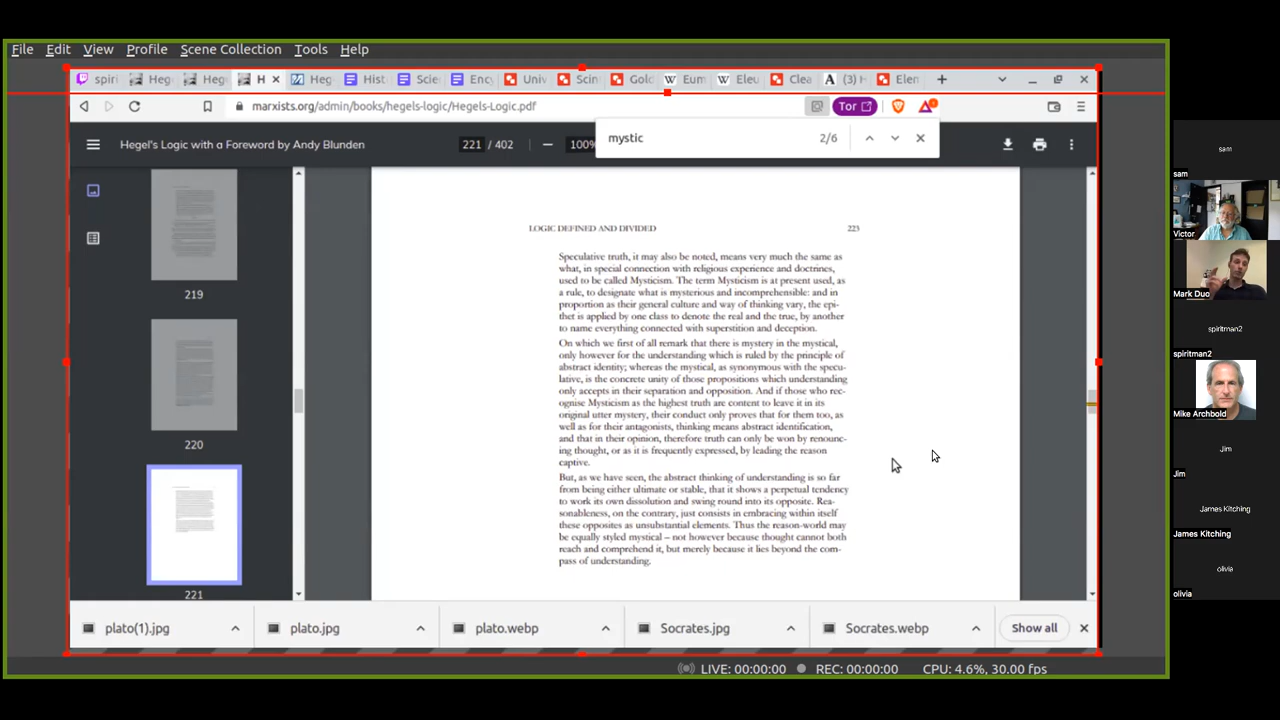 File Edit View Profile Scene Collection Tools Help
spiri Heg Heg H Heg Hist Scie Ency Univ Scin Gold Eum Eleu Clea (3) H Elen
marxists.org/admin/books/hegels-logic/Hegels-Logic.pdf Tor
Hegel's Logic with a Foreword by Andy Blunden 221 / 402 100%
mystic 2/6
219
220
221
LOGIC DEFINED AND DIVIDED 223
Speculative truth, it may also be noted, means very much the same as
what, in special connection with religious experience and doctrines,
used to be called Mysticism. The term Mysticism is at present used, as
a rule, to designate what is mysterious and incomprehensible: and in
proportion as their general culture and way of thinking vary, the epi-
thet is applied by one class to denote the real and the true, by another
to name everything connected with superstition and deception.
On which we first of all remark that there is mystery in the mystical,
only however for the understanding which is ruled by the principle of
abstract identity; whereas the mystical, as synonymous with the specu-
lative, is the concrete unity of those propositions which understanding
only accepts in their separation and opposition. And if those who rec-
ognise Mysticism as the highest truth are content to leave it in its
original utter mystery, their conduct only proves that for them too, as
well as for their antagonists, thinking means abstract identification,
and that in their opinion, therefore truth can only be won by renounc-
ing thought, or as it is frequently expressed, by leading the reason
captive.
But, as we have seen, the abstract thinking of understanding is so far
from being either ultimate or stable, that it shows a perpetual tendency
to work its own dissolution and swing round into its opposite. Rea-
sonableness, on the contrary, just consists in embracing within itself
these opposites as unsubstantial elements. Thus the reason-world may
be equally styled mystical – not however because thought cannot both
reach and comprehend it, but merely because it lies beyond the com-
pass of understanding.
plato(1).jpg plato.jpg plato.webp Socrates.jpg Socrates.webp Show all
LIVE: 00:00:00 REC: 00:00:00 CPU: 4.6%, 30.00 fps
sam
sam
Victor
Mark Duo
spiritman2
spiritman2
Mike Archbold
Jim
Jim
James Kitching
James Kitching
olivia
olivia